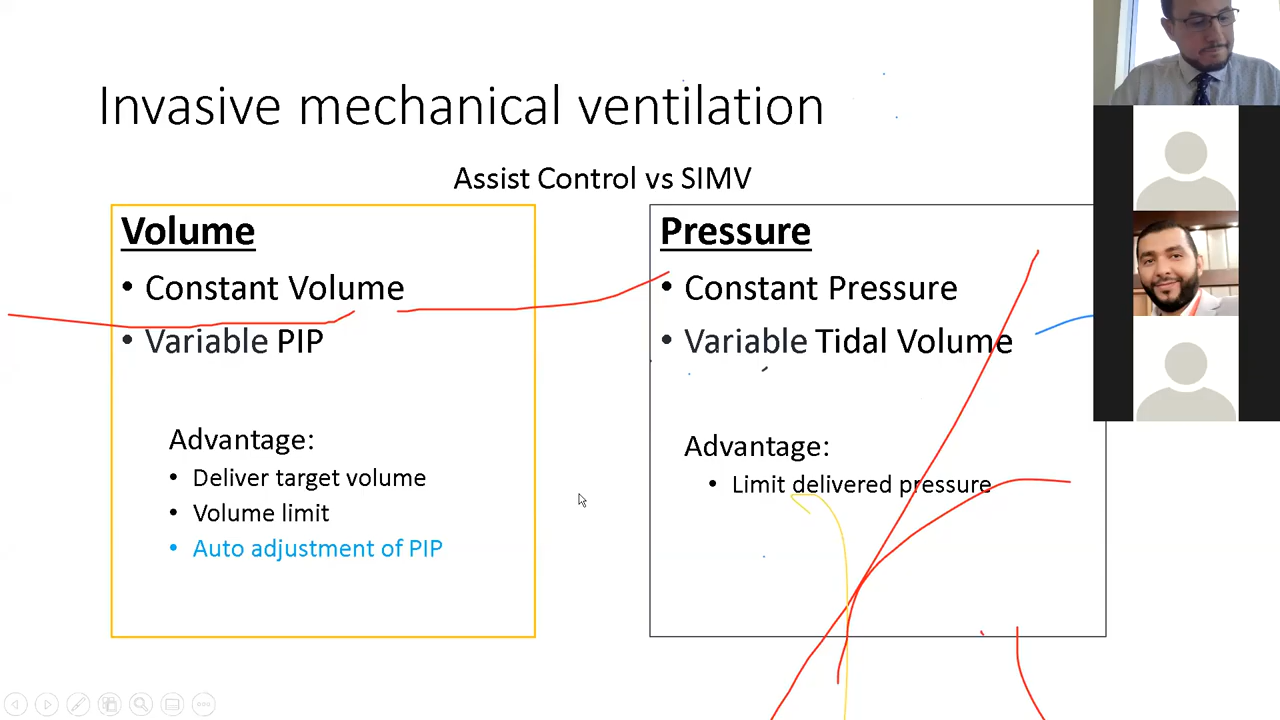 Invasive mechanical ventilation
Assist Control vs SIMV
Volume
• Constant Volume
• Variable PIP
Advantage:
• Deliver target volume
• Volume limit
• Auto adjustment of PIP
Pressure
• Constant Pressure
• Variable Tidal Volume
Advantage:
• Limit delivered pressure